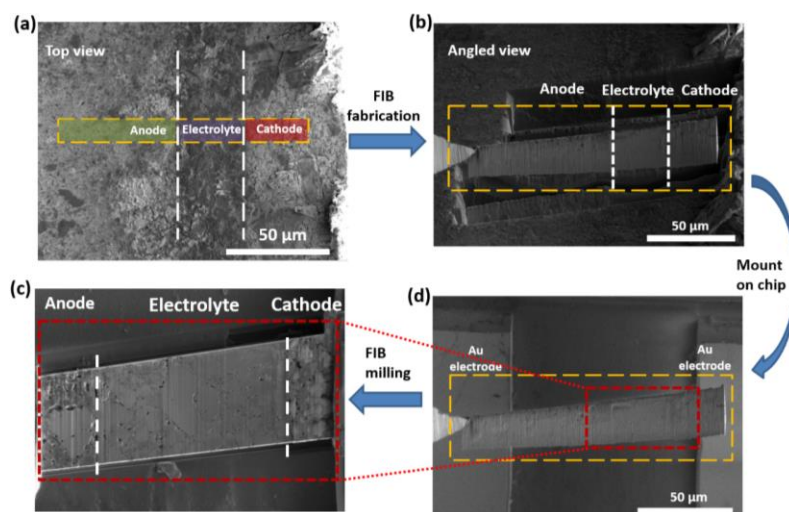 (a)
Top view
Anode
Electrolyte
Cathode
50 µm
FIB
fabrication
(b)
Angled view
Anode
Electrolyte
Cathode
50 µm
Mount
on chip
(c)
Anode
Electrolyte
Cathode
FIB
milling
(d)
Au
electrode
Au
electrode
50 µm